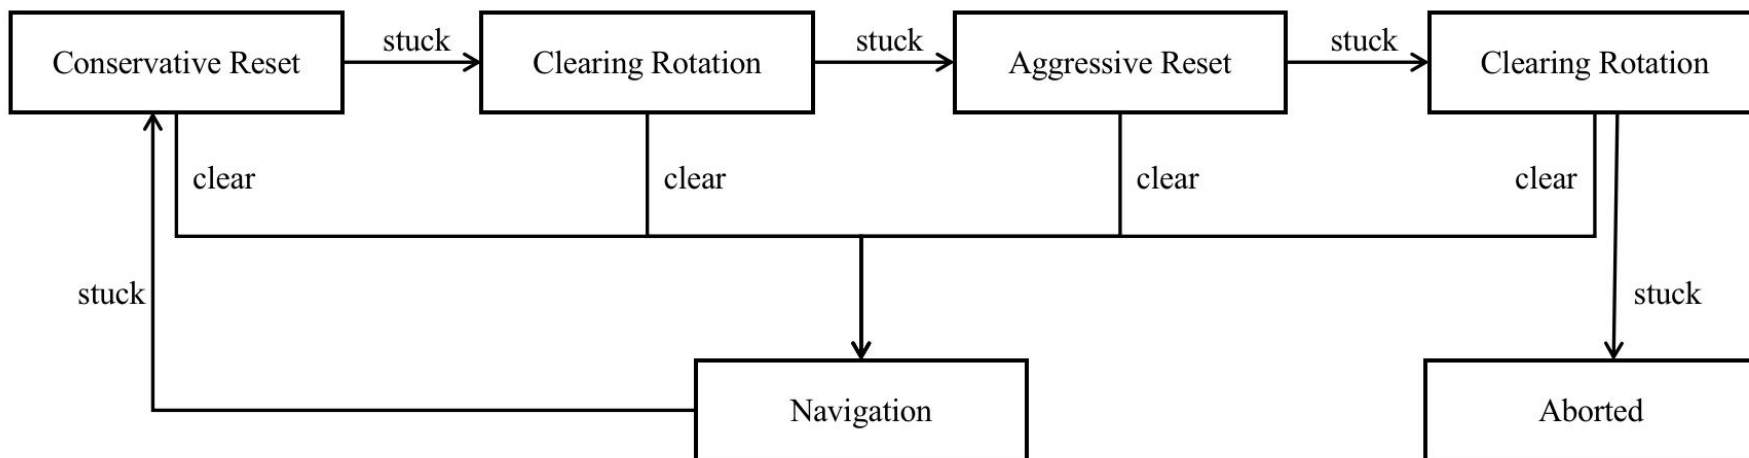 stuck
stuck
stuck
Conservative Reset
Clearing Rotation
Aggressive Reset
Clearing Rotation
clear
clear
clear
clear
stuck
stuck
Navigation
Aborted